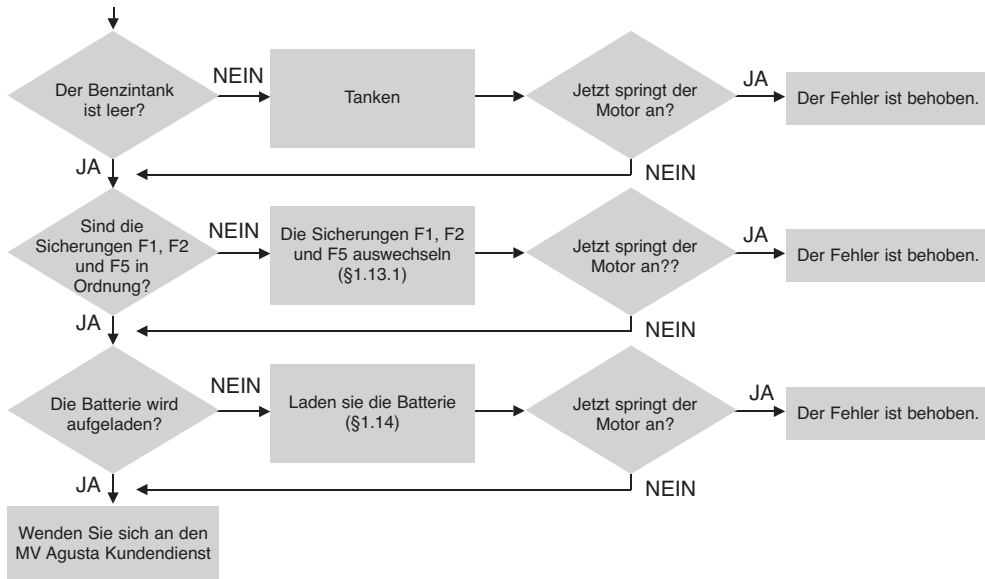 Der Benzintank
ist leer?
NEIN
Tanken
Jetzt springt der
Motor an?
JA
Der Fehler ist behoben.
JA
NEIN
Sind die
Sicherungen F1, F2
und F5 in
Ordnung?
NEIN
Die Sicherungen F1, F2
und F5 auswechseln
(§1.13.1)
Jetzt springt der
Motor an??
JA
Der Fehler ist behoben.
JA
NEIN
Die Batterie wird
aufgeladen?
NEIN
Laden sie die Batterie
(§1.14)
Jetzt springt der
Motor an?
JA
Der Fehler ist behoben.
JA
NEIN
Wenden Sie sich an den
MV Agusta Kundendienst